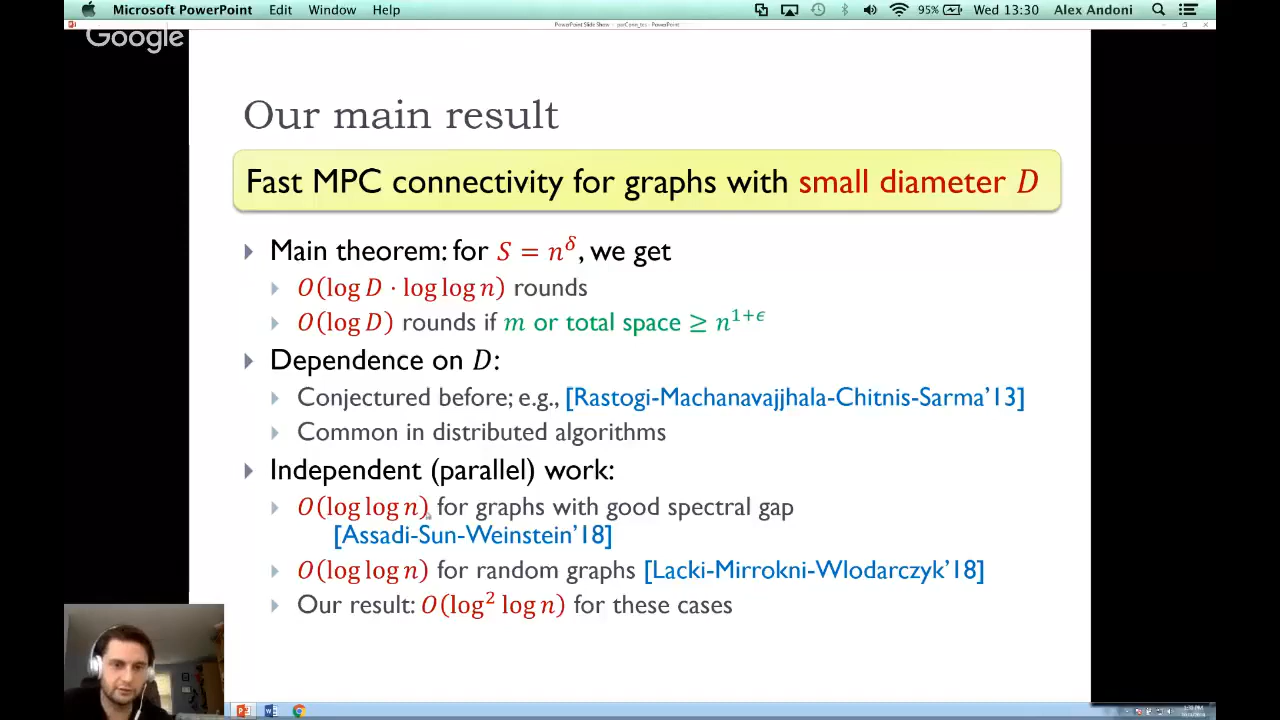 Microsoft PowerPoint Edit Window Help 95% Wed 13:30 Alex Andoni
PowerPoint Slide Show - parConn_tcs - PowerPoint
Google
Our main result
Fast MPC connectivity for graphs with small diameter D
Main theorem: for S = n^δ, we get
O(log D · log log n) rounds
O(log D) rounds if m or total space ≥ n^{1+ϵ}
Dependence on D:
Conjectured before; e.g., [Rastogi-Machanavajjhala-Chitnis-Sarma’13]
Common in distributed algorithms
Independent (parallel) work:
O(log log n) for graphs with good spectral gap
[Assadi-Sun-Weinstein’18]
O(log log n) for random graphs [Lacki-Mirrokni-Wlodarczyk’18]
Our result: O(log² log n) for these cases